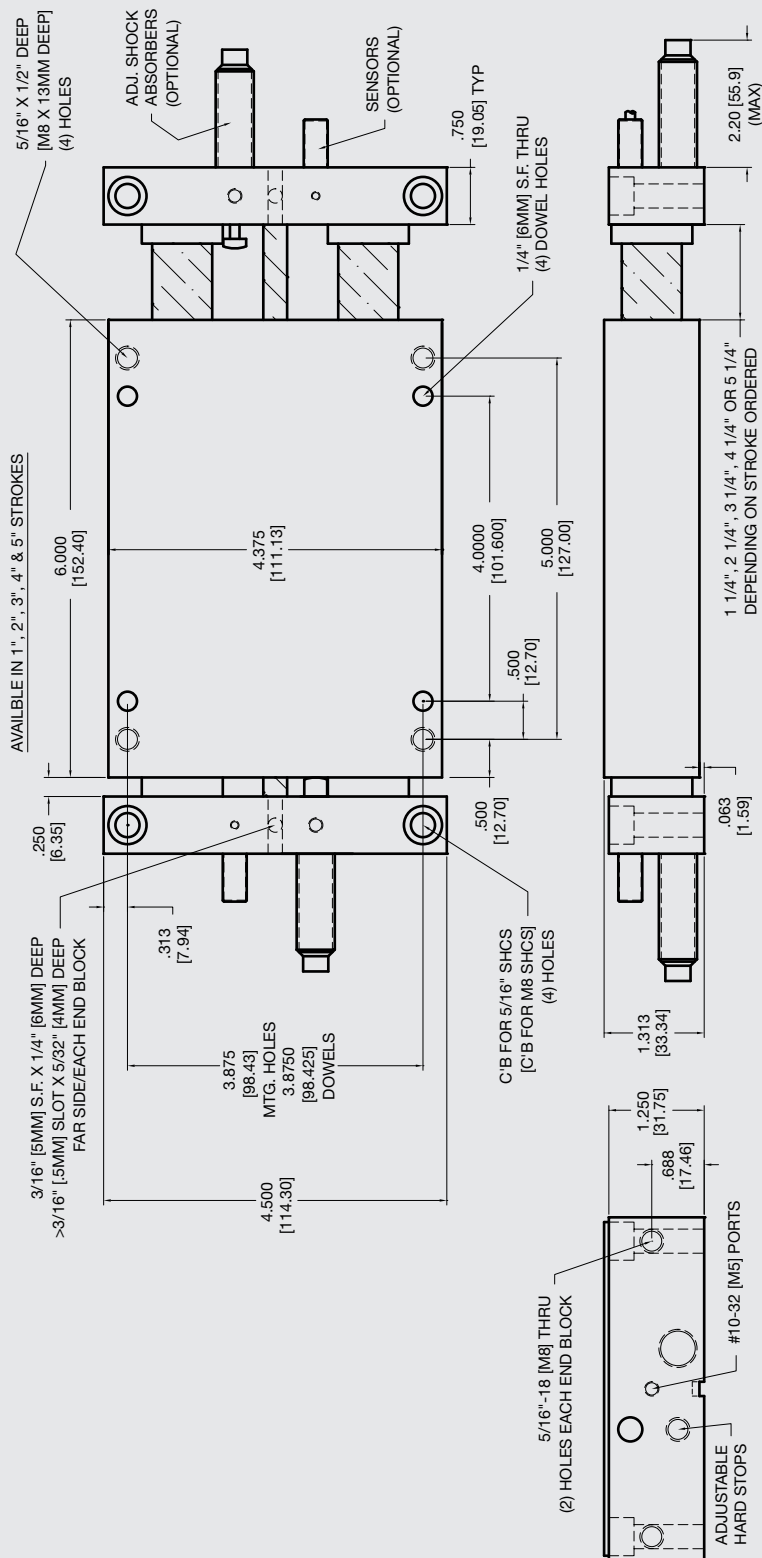 AVAILBLE IN 1", 2", 3", 4" & 5" STROKES
3/16" [5MM] S.F. X 1/4" [6MM] DEEP
>3/16" [.5MM] SLOT X 5/32" [4MM] DEEP
FAR SIDE/EACH END BLOCK
.250
[6.35]
6.000
[152.40]
5/16" X 1/2" DEEP
[M8 X 13MM DEEP]
(4) HOLES
ADJ. SHOCK
ABSORBERS
(OPTIONAL)
SENSORS
(OPTIONAL)
.313
[7.94]
4.500
[114.30]
3.875
[98.43]
MTG. HOLES
3.8750
[98.425]
DOWELS
4.375
[111.13]
4.0000
[101.600]
5.000
[127.00]
.500
[12.70]
.500
[12.70]
.750
[19.05] TYP
1/4" [6MM] S.F. THRU
(4) DOWEL HOLES
C'B FOR 5/16" SHCS
[C'B FOR M8 SHCS]
(4) HOLES
5/16"-18 [M8] THRU
(2) HOLES EACH END BLOCK
1.250
[31.75]
.688
[17.46]
#10-32 [M5] PORTS
ADJUSTABLE
HARD STOPS
1.313
[33.34]
.063
[1.59]
1 1/4", 2 1/4", 3 1/4", 4 1/4" OR 5 1/4"
DEPENDING ON STROKE ORDERED
2.20 [55.9]
(MAX)